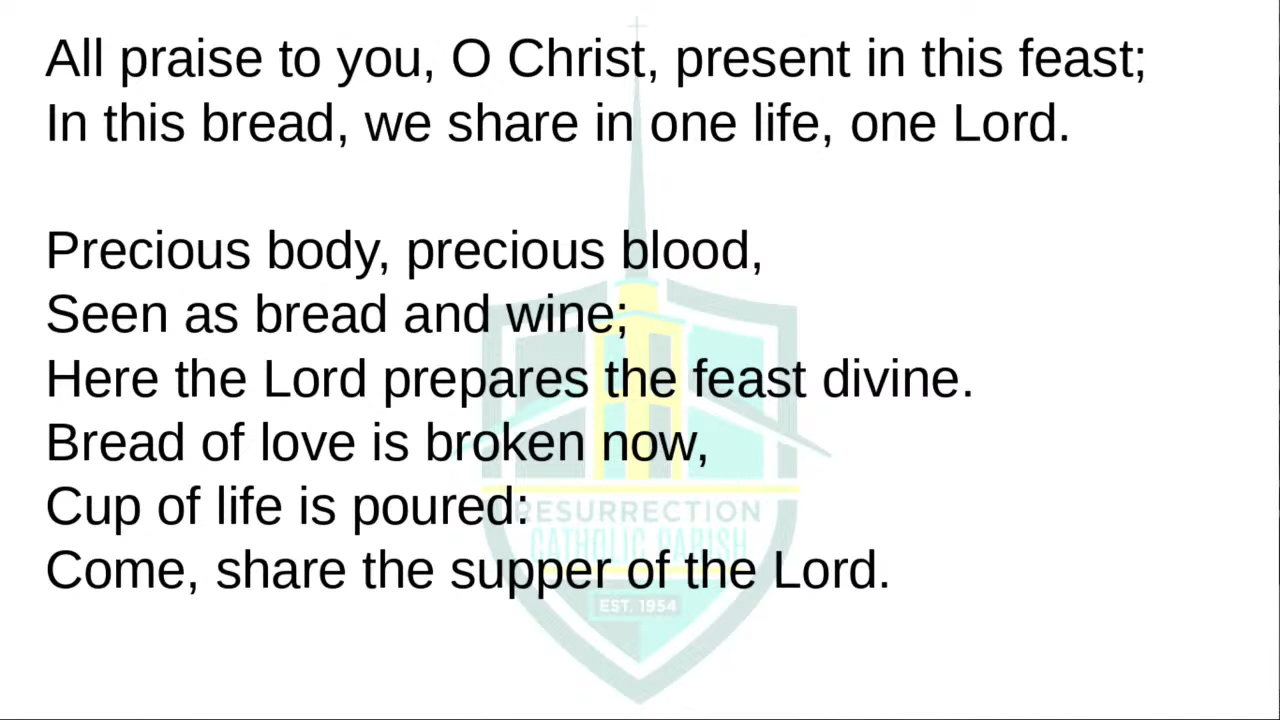 All praise to you, O Christ, present in this feast;
In this bread, we share in one life, one Lord.
Precious body, precious blood,
Seen as bread and wine;
Here the Lord prepares the feast divine.
Bread of love is broken now,
Cup of life is poured:
Come, share the supper of the Lord.
RESURRECTION
CATHOLIC PARISH
EST. 1954